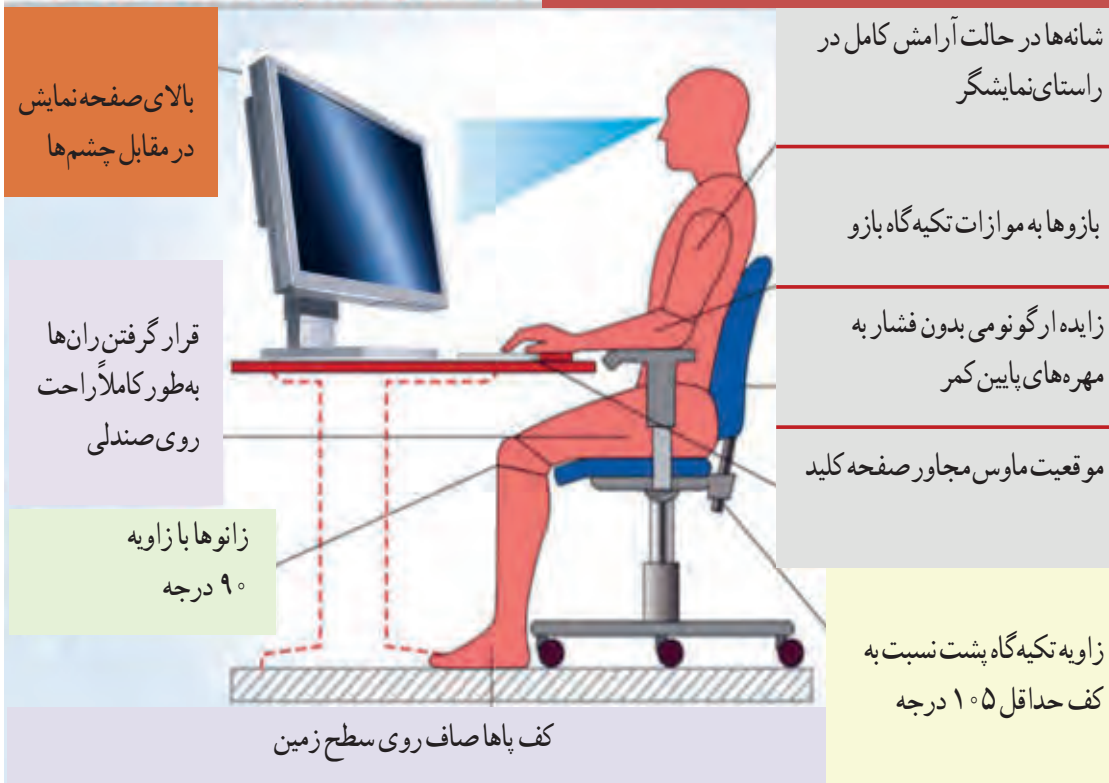 شانه‌ها در حالت آرامش کامل در
راستای نمایشگر
بازوها به موازات تکیه‌گاه بازو
زایده ارگونومی بدون فشار به
مهره‌های پایین کمر
موقعیت ماوس مجاور صفحه کلید
زاویه تکیه‌گاه پشت نسبت به
کف حداقل ۱۰۵ درجه
بالای صفحه نمایش
در مقابل چشم‌ها
قرار گرفتن ران‌ها
به‌طور کاملاً راحت
روی صندلی
زانوها با زاویه
۹۰ درجه
کف پاها صاف روی سطح زمین